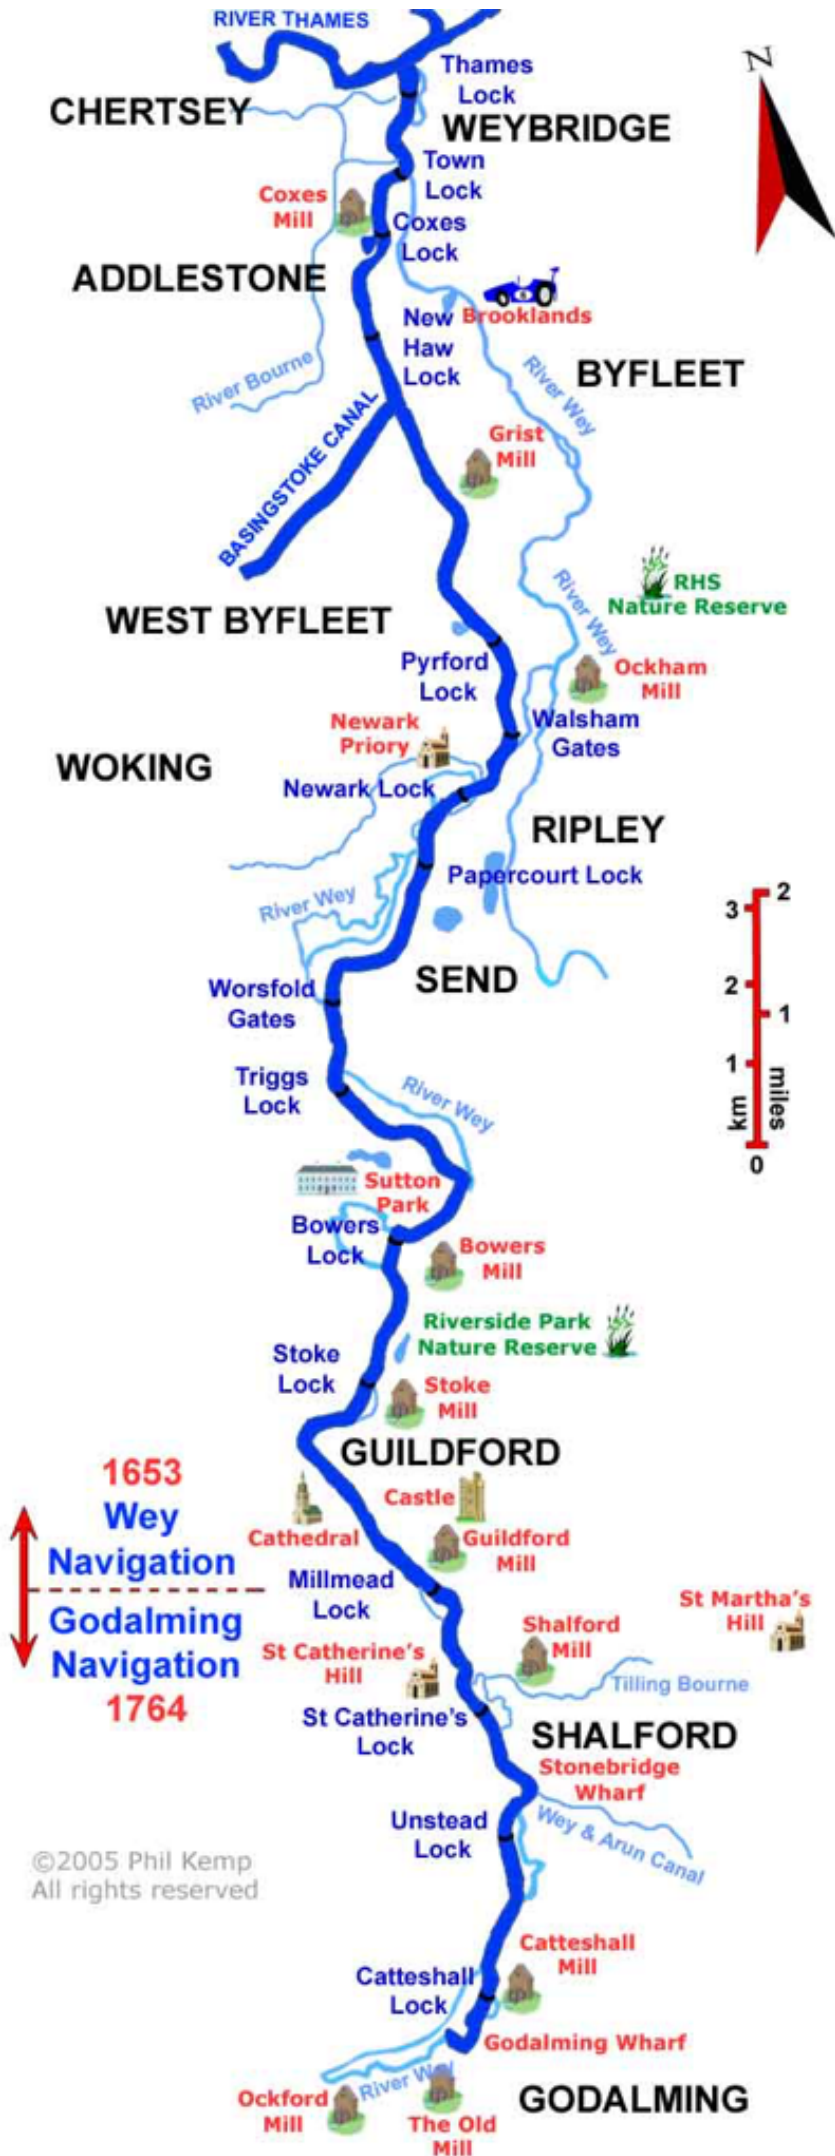 RIVER THAMES
N
Thames
Lock
CHERTSEY
WEYBRIDGE
Town
Lock
Coxes
Mill
Coxes
Lock
ADDLESTONE
New
Haw
Lock
Brooklands
River Bourne
BYFLEET
River Wey
BASINGSTOKE CANAL
Grist
Mill
RHS
Nature Reserve
WEST BYFLEET
River Wey
Pyrford
Lock
Ockham
Mill
Newark
Priory
Walsham
Gates
WOKING
Newark Lock
RIPLEY
Papercourt Lock
River Wey
3
2
2
1
1
km
miles
0
SEND
Worsfold
Gates
Triggs
Lock
River Wey
Sutton
Park
Bowers
Lock
Bowers
Mill
Riverside Park
Nature Reserve
Stoke
Lock
Stoke
Mill
GUILDFORD
1653
Wey
Navigation
Godalming
Navigation
1764
Castle
Cathedral
Guildford
Mill
Millmead
Lock
St Martha's
Hill
Shalford
Mill
St Catherine's
Hill
Tilling Bourne
St Catherine's
Lock
SHALFORD
Stonebridge
Wharf
Unstead
Lock
Wey & Arun Canal
©2005 Phil Kemp
All rights reserved
Catteshall
Mill
Catteshall
Lock
Godalming Wharf
River Wey
Ockford
Mill
The Old
Mill
GODALMING